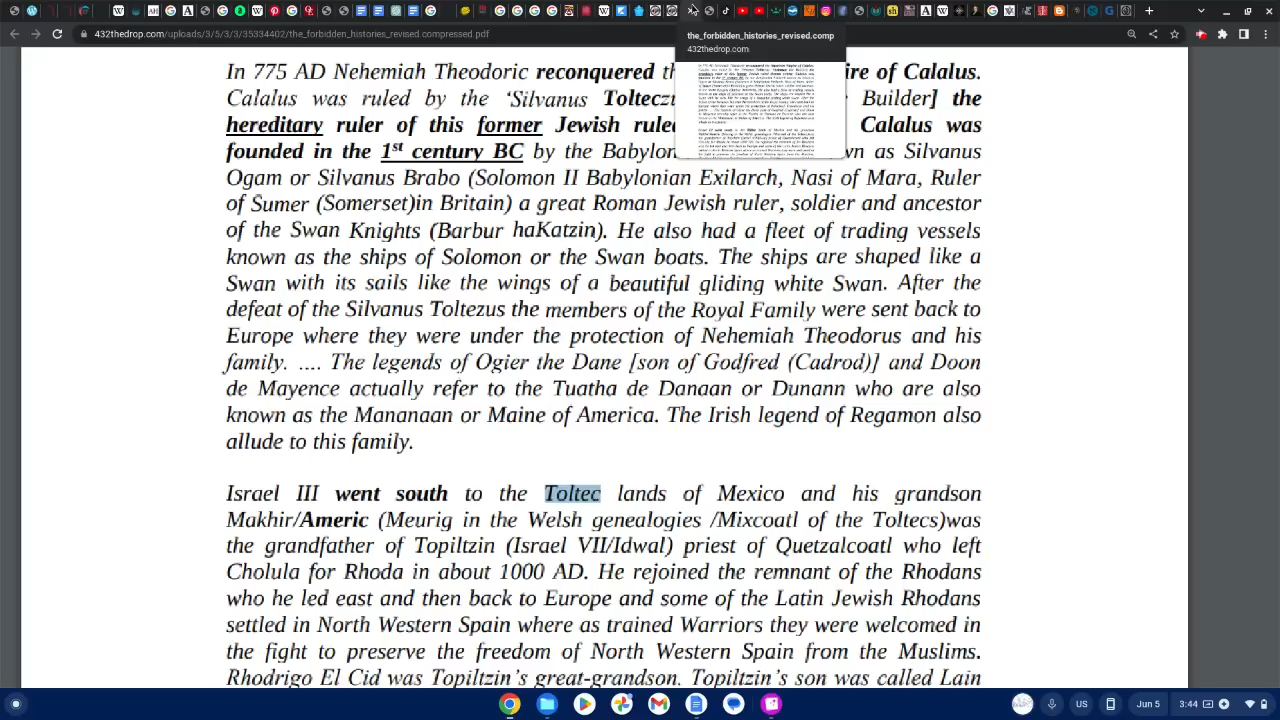 432thedrop.com/uploads/3/5/3/3/35334402/the_forbidden_histories_revised.compressed.pdf
the_forbidden_histories_revised.comp
432thedrop.com
In 775 AD Nehemiah Theodoric reconquered th ire of Calalus.
Calalus was ruled by the ‘Suranus Toltecz Builder] the
hereditary ruler of this former Jewish rule Calalus was
founded in the 1st century BC by the Babylon wn as Silvanus
Ogam or Silvanus Brabo (Solomon II Babylonian Exilarch, Nasi of Mara, Ruler
of Sumer (Somerset)in Britain) a great Roman Jewish ruler, soldier and ancestor
of the Swan Knights (Barbur haKatzin). He also had a fleet of trading vessels
known as the ships of Solomon or the Swan boats. The ships are shaped like a
Swan with its sails like the wings of a beautiful gliding white Swan. After the
defeat of the Silvanus Toltezus the members of the Royal Family were sent back to
Europe where they were under the protection of Nehemiah Theodorus and his
family. .... The legends of Ogier the Dane [son of Godfred (Cadrod)] and Doon
de Mayence actually refer to the Tuatha de Danaan or Dunann who are also
known as the Mananaan or Maine of America. The Irish legend of Regamon also
allude to this family.
Israel III went south to the Toltec lands of Mexico and his grandson
Makhir/Americ (Meurig in the Welsh genealogies /Mixcoatl of the Toltecs)was
the grandfather of Topiltzin (Israel VII/Idwal) priest of Quetzalcoatl who left
Cholula for Rhoda in about 1000 AD. He rejoined the remnant of the Rhodans
who he led east and then back to Europe and some of the Latin Jewish Rhodans
settled in North Western Spain where as trained Warriors they were welcomed in
the fight to preserve the freedom of North Western Spain from the Muslims.
Rhodrigo El Cid was Topiltzin’s great-grandson. Topiltzin’s son was called Lain
US
Jun 5
3:44